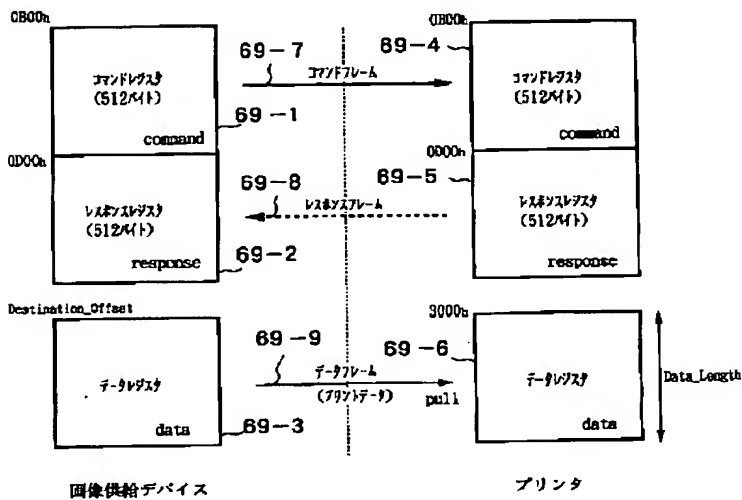 0B00h
コマンドレジスタ
(512バイト)
command
69-1
0D00h
レスポンスレジスタ
(512バイト)
response
69-2
Destination_Offset
データレジスタ
data
69-3
画像供給デバイス
69-7
コマンドフレーム
69-8
レスポンスフレーム
69-9
データフレーム
(プリントデータ)
pull
0B00h
69-4
コマンドレジスタ
(512バイト)
command
0D00h
69-5
レスポンスレジスタ
(512バイト)
response
3000h
69-6
データレジスタ
data
Data_Length
プリンタ